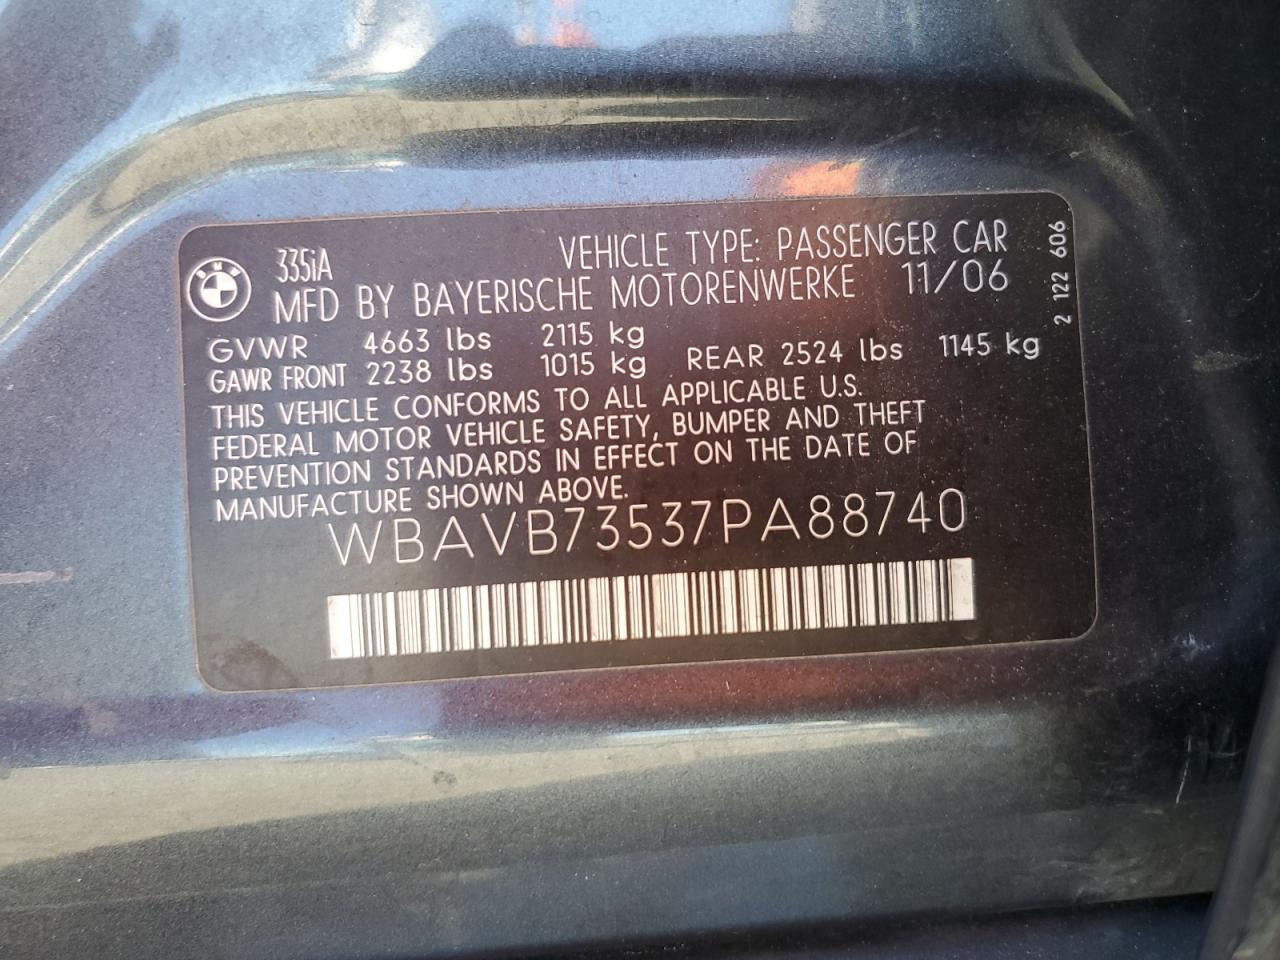 335iA
VEHICLE TYPE: PASSENGER CAR
MFD BY BAYERISCHE MOTORENWERKE 11/06
GVWR 4663 lbs 2115 kg
GAWR FRONT 2238 lbs 1015 kg REAR 2524 lbs 1145 kg
THIS VEHICLE CONFORMS TO ALL APPLICABLE U.S.
FEDERAL MOTOR VEHICLE SAFETY, BUMPER AND THEFT
PREVENTION STANDARDS IN EFFECT ON THE DATE OF
MANUFACTURE SHOWN ABOVE.
WBAVB73537PA88740
2 122 606